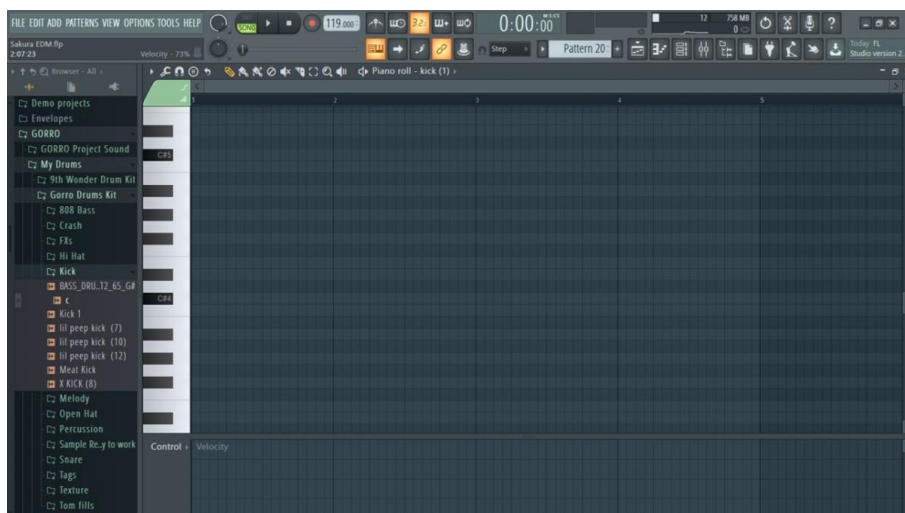 FILE EDIT ADD PATTERNS VIEW OPTIONS TOOLS HELP
SONG
119.000
3 2
0:00:00
M:S:CS
12
758 MB
0
Sakura EDM.flp
2:07:23
Velocity - 73%
Step
Pattern 20
Today FL
Studio version 2.
Browser - All
Piano roll - kick (1)
1 2 3 4 5
Demo projects
Envelopes
GORRO
GORRO Project Sound
My Drums
9th Wonder Drum Kit
Gorro Drums Kit
808 Bass
Crash
FXs
Hi Hat
Kick
BASS_DRU..T2_65_G#
c
Kick 1
lil peep kick (7)
lil peep kick (10)
lil peep kick (12)
Meat Kick
X KICK (8)
Melody
Open Hat
Percussion
Sample Re..y to work
Snare
Tags
Texture
Tom fills
C#5
C#4
Control
Velocity